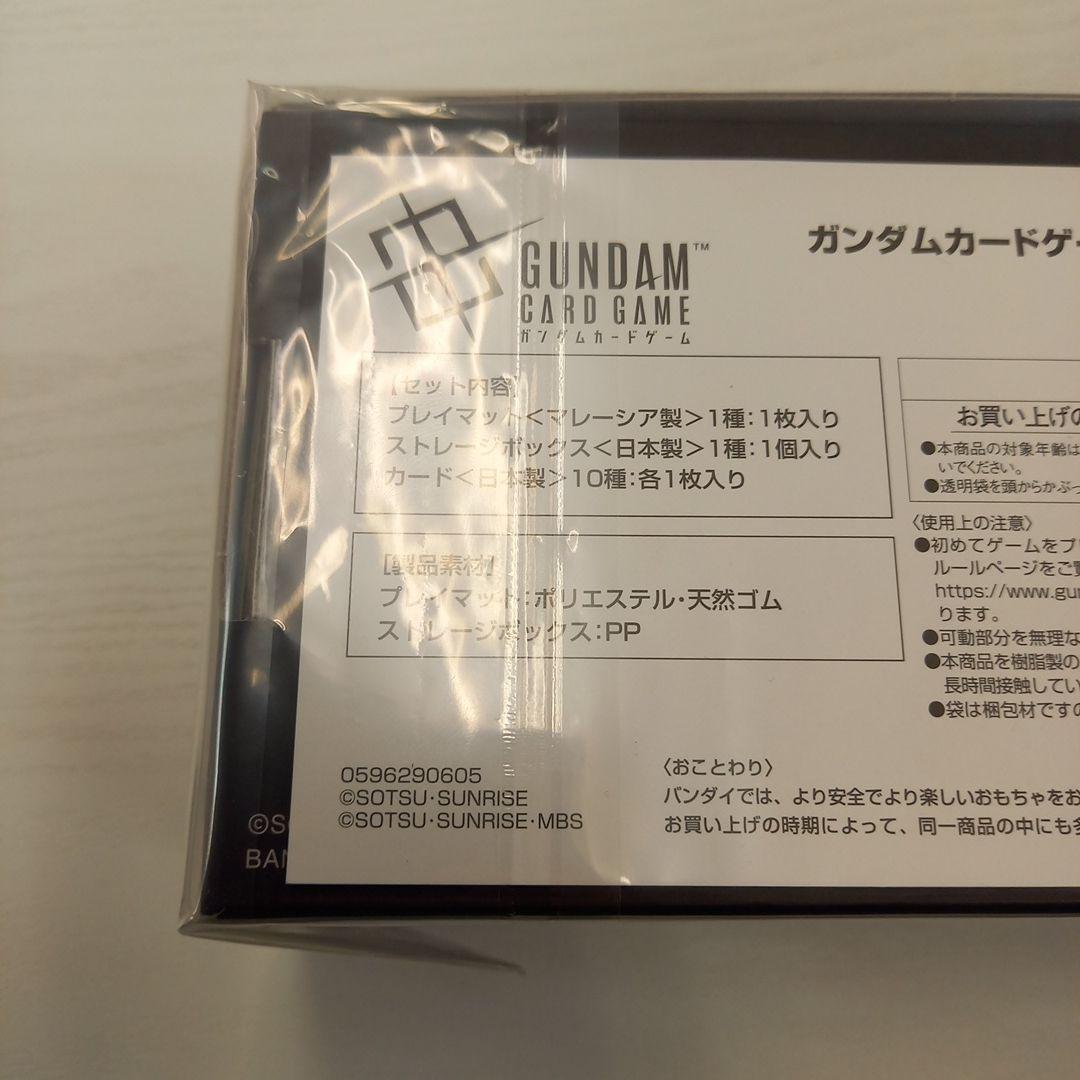 GUNDAM™
CARD GAME
ガンダムカードゲーム
ガンダムカードゲー
【セット内容】
プレイマット<マレーシア製>1種:1枚入り
ストレージボックス<日本製>1種:1個入り
カード<日本製>10種:各1枚入り
[製品素材]
プレイマット:ポリエステル・天然ゴム
ストレージボックス:PP
お買い上げの
●本商品の対象年齢は
いでください。
●透明袋を頭からかぶっ
〈使用上の注意〉
●初めてゲームをプ
ルールページをご覧
https://www.gun
ります。
●可動部分を無理な
●本商品を樹脂製の
長時間接触してい
●袋は梱包材ですの
0596290605
©SOTSU・SUNRISE
©SOTSU・SUNRISE・MBS
〈おことわり〉
バンダイでは、より安全でより楽しいおもちゃをお
お買い上げの時期によって、同一商品の中にも多
©S
BAN